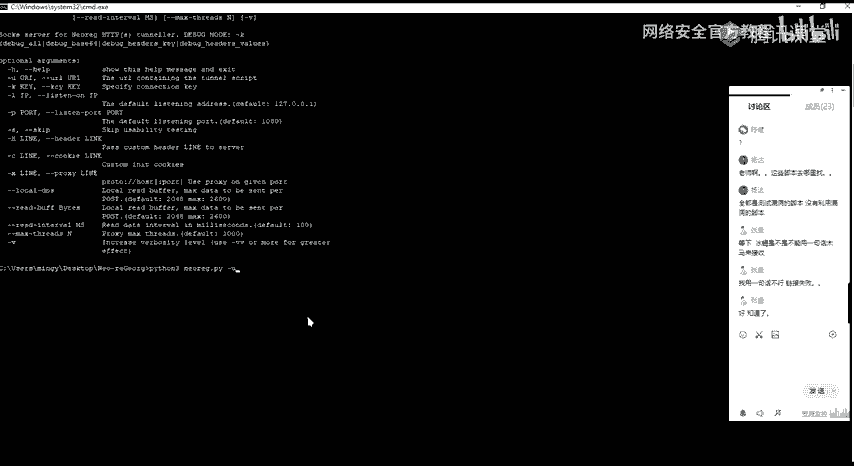 C:\Windows\system32\cmd.exe
[--read-interval MS] [--max-threads N] [-v]
Socks server for Neoreg HTTP(s) tunneller. DEBUG MODE: -k
(debug_all|debug_base64|debug_headers_key|debug_headers_values)
optional arguments:
-h, --help show this help message and exit
-u URI, --url URI The url containing the tunnel script
-k KEY, --key KEY Specify connection key
-l IP, --listen-on IP
The default listening address.(default: 127.0.0.1)
-p PORT, --listen-port PORT
The default listening port.(default: 1080)
-s, --skip Skip usability testing
-H LINE, --header LINE
Pass custom header LINE to server
-c LINE, --cookie LINE
Custom init cookies
-x LINE, --proxy LINE
proto://host[:port] Use proxy on given port
--local-dns Local read buffer, max data to be sent per
POST.(default: 2048 max: 2600)
--read-buff Bytes Local read buffer, max data to be sent per
POST.(default: 2048 max: 2600)
--read-interval MS Read data interval in milliseconds.(default: 100)
--max-threads N Proxy max threads.(default: 1000)
-v Increase verbosity level (use -vv or more for greater
effect)
C:\Users\mingy\Desktop\Neo-reGeorg>python3 neoreg.py -u
网络安全官方教程
腾讯课堂
bilibili
讨论区 成员(23)
?
老师啊。。这些脚本去哪里找。。
全都是测试漏洞的脚本 没有利用漏洞的脚本
等下 冰蝎是不是不能用一句话木马来接收
我用一句话不行 链接失败。。
好 知道了。
发送